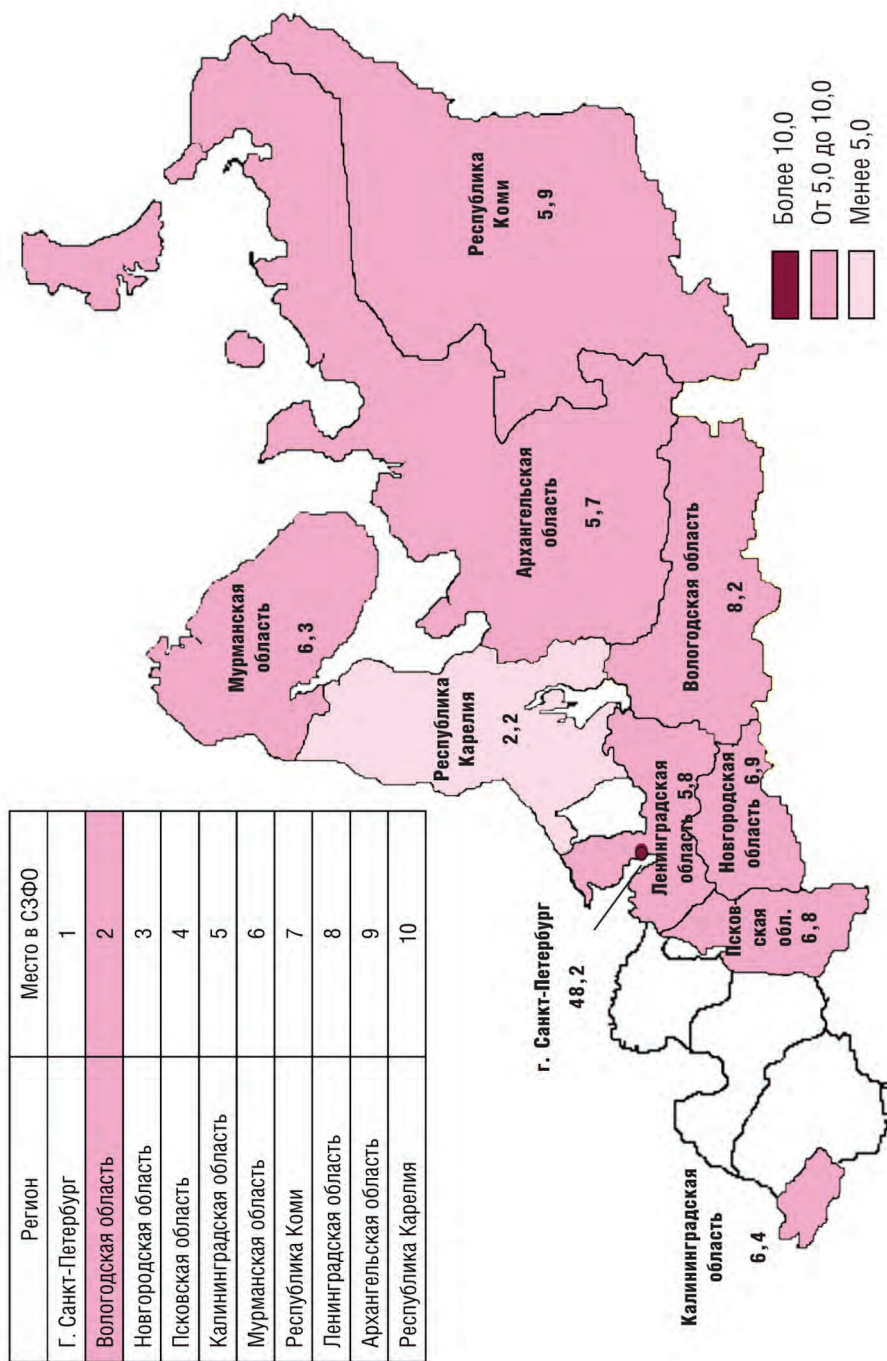 Регион Место в СЗФО
Г. Санкт-Петербург 1
Вологодская область 2
Новгородская область 3
Псковская область 4
Калининградская область 5
Мурманская область 6
Республика Коми 7
Ленинградская область 8
Архангельская область 9
Республика Карелия 10
Мурманская
область
6,3
Республика
Карелия
2,2
Архангельская
область
5,7
Республика
Коми
5,9
г. Санкт-Петербург
48,2
Ленинградская
область 5,8
Вологодская область
8,2
Новгородская
область 6,9
Псков-
ская
обл.
6,8
Калининградская
область
6,4
Более 10,0
От 5,0 до 10,0
Менее 5,0